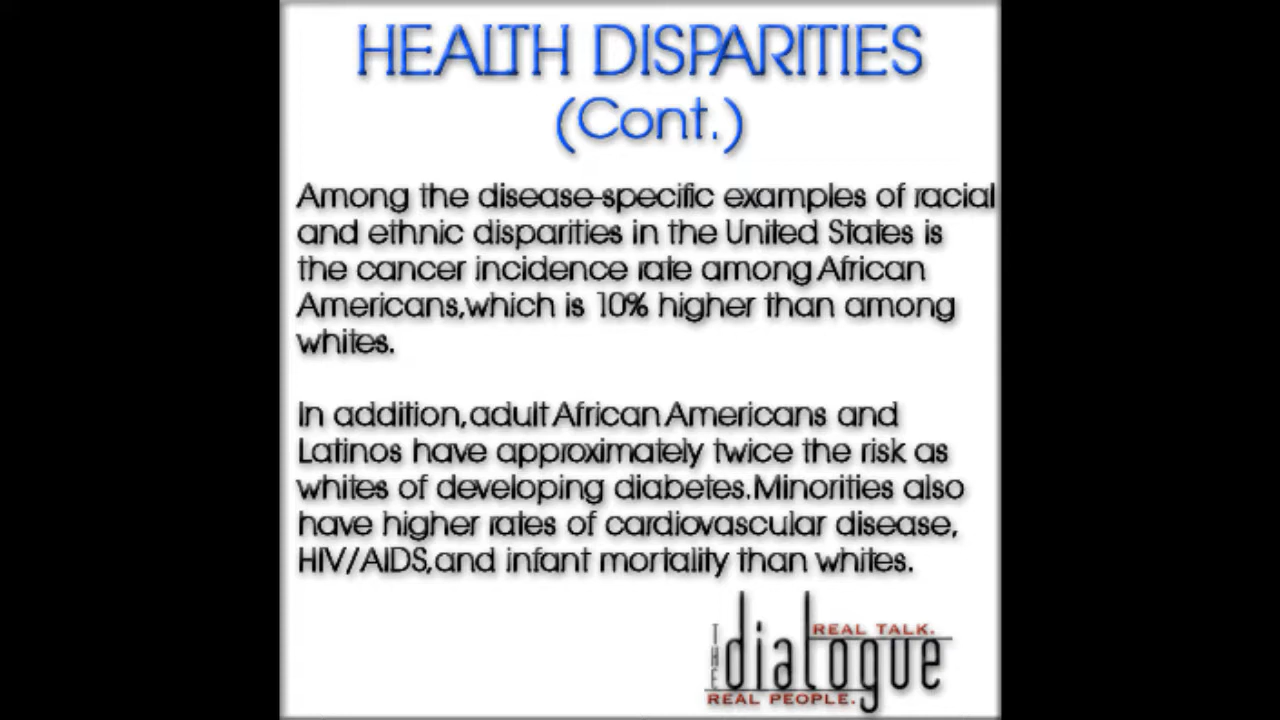 HEALTH DISPARITIES
(Cont.)
Among the disease-specific examples of racial
and ethnic disparities in the United States is
the cancer incidence rate among African
Americans,which is 10% higher than among
whites.
In addition,adult African Americans and
Latinos have approximately twice the risk as
whites of developing diabetes.Minorities also
have higher rates of cardiovascular disease,
HIV/AIDS,and infant mortality than whites.
REAL TALK.
THE dialogue
REAL PEOPLE.